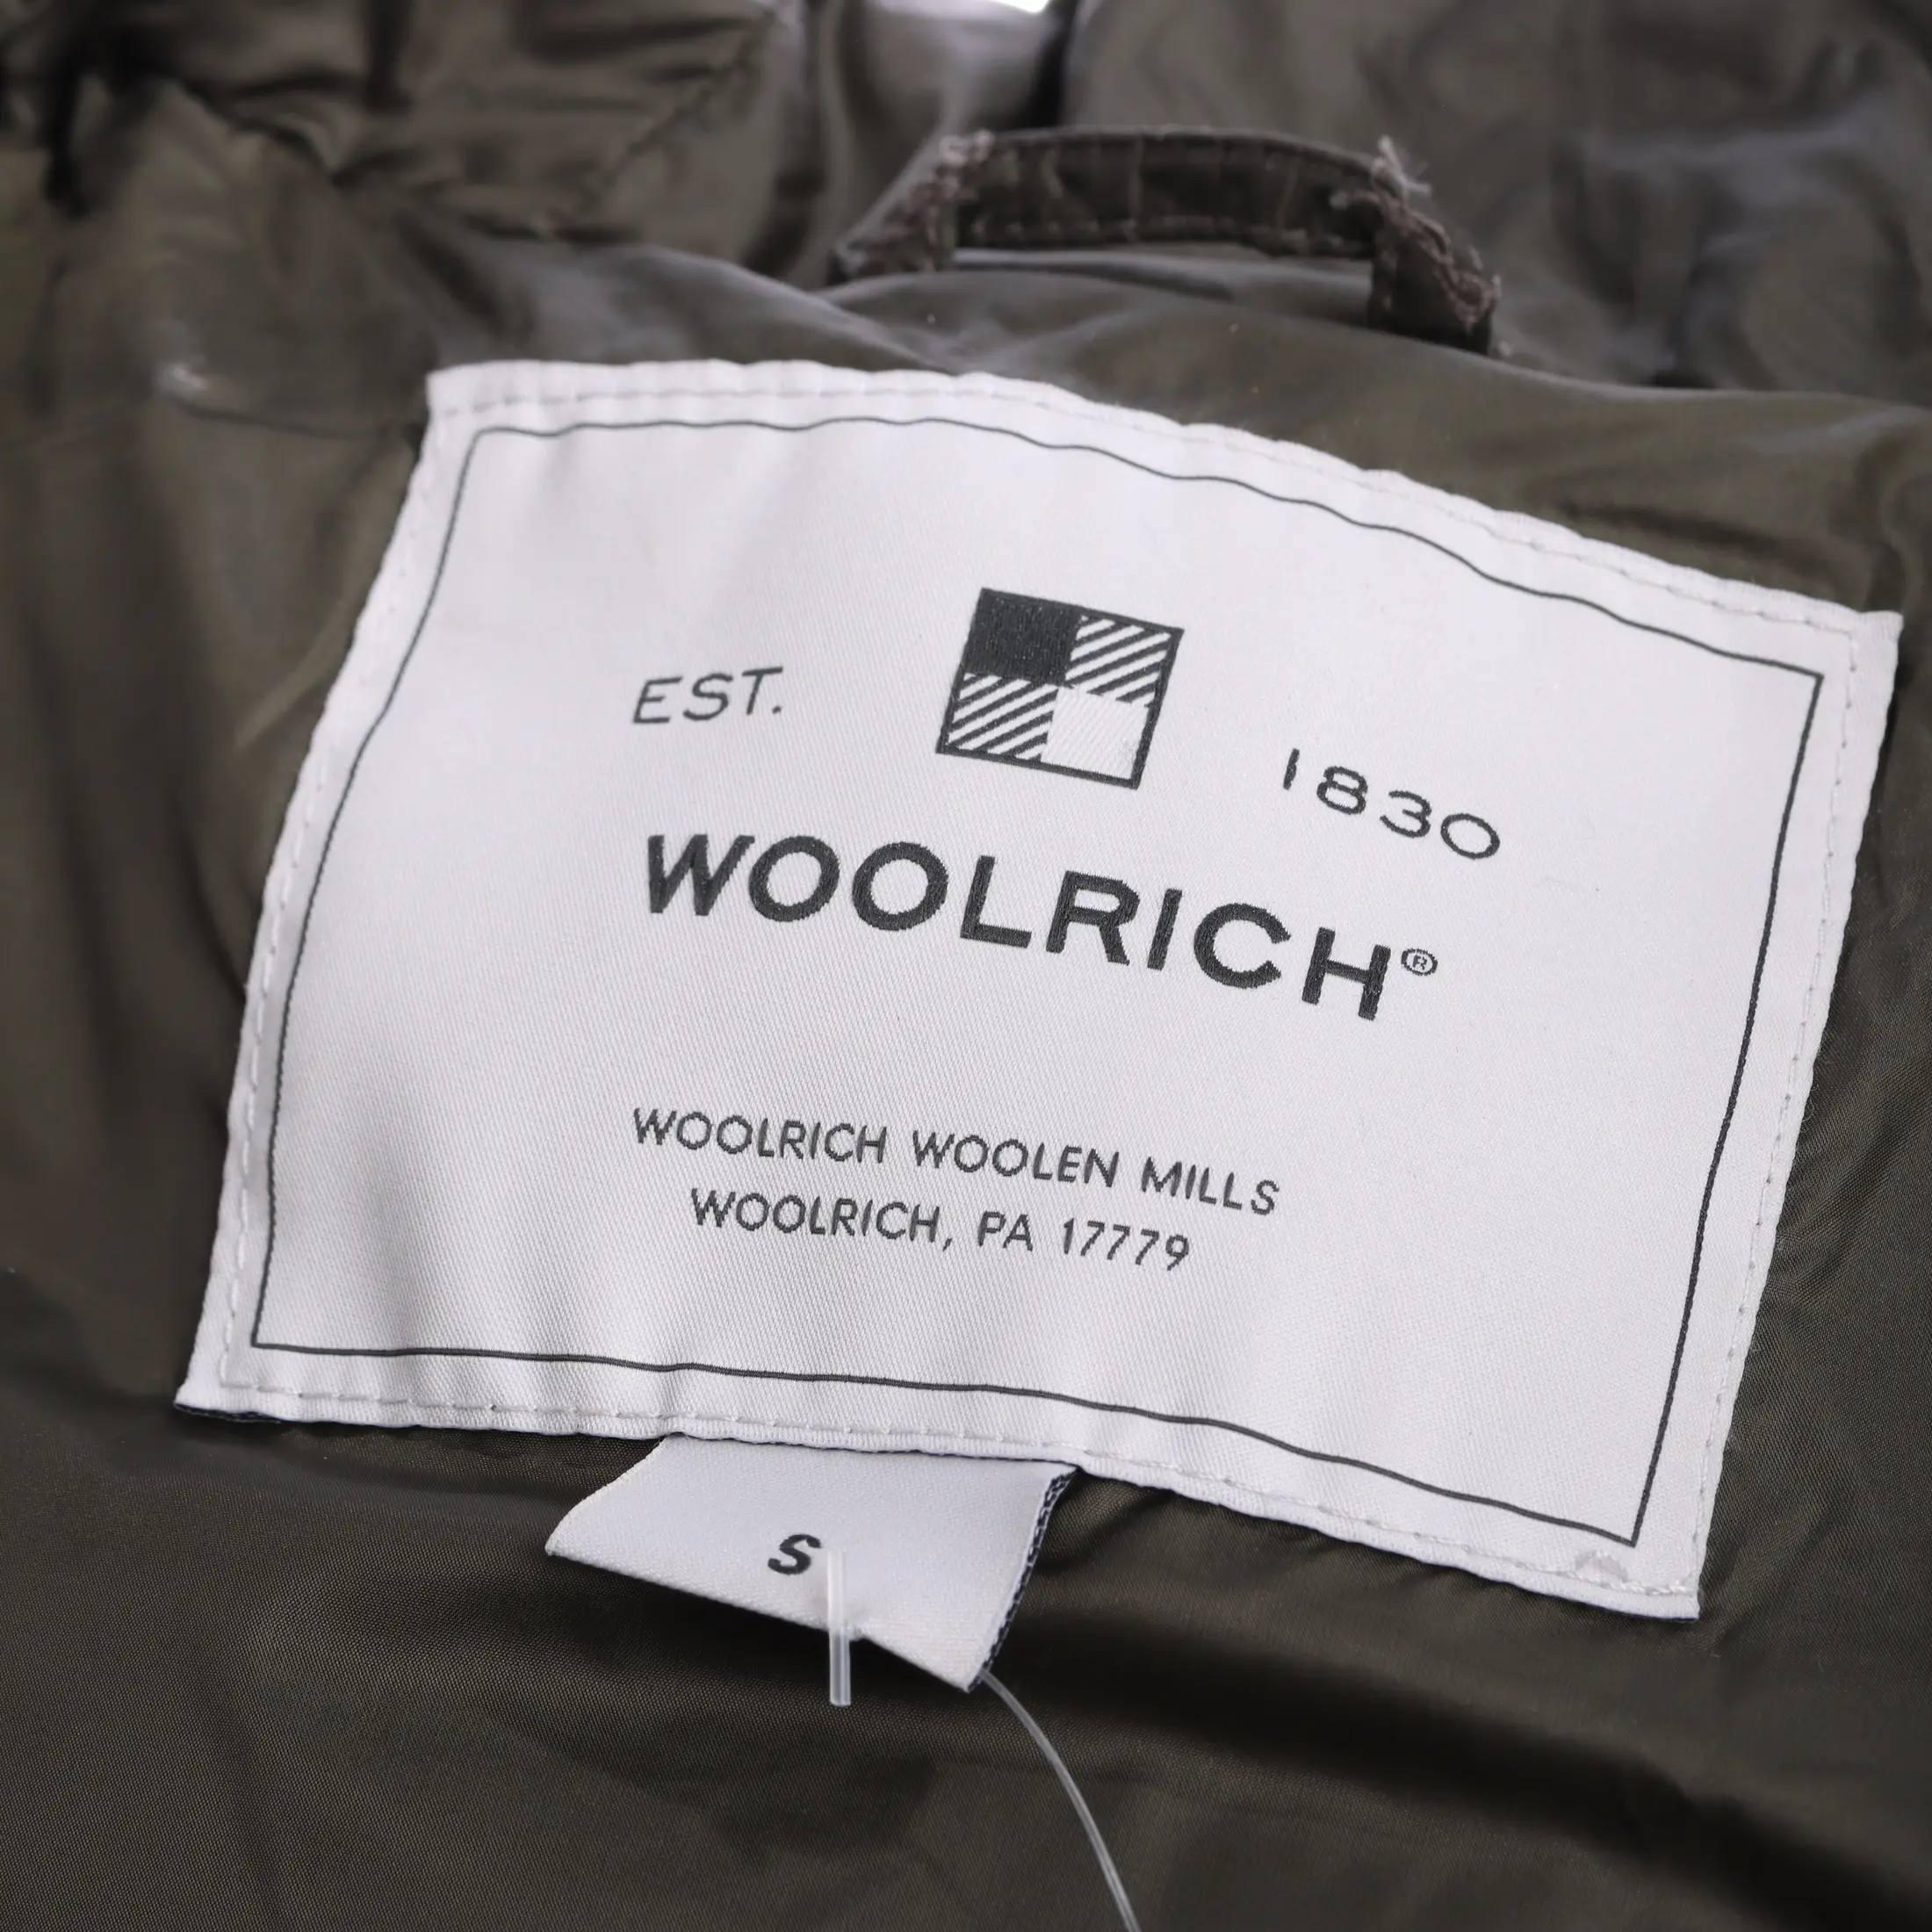 EST. 1830
WOOLRICH®
WOOLRICH WOOLEN MILLS
WOOLRICH, PA 17779
S